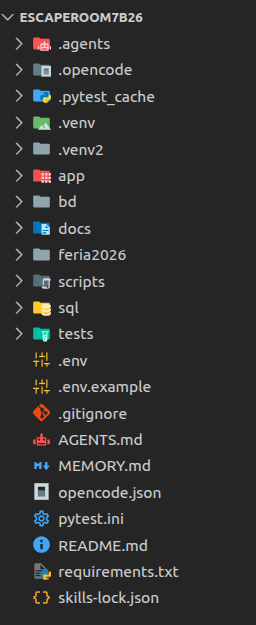 ESCAPEROOM7B26
.agents
.opencode
.pytest_cache
.venv
.venv2
app
bd
docs
feria2026
scripts
sql
tests
.env
.env.example
.gitignore
AGENTS.md
MEMORY.md
opencode.json
pytest.ini
README.md
requirements.txt
skills-lock.json